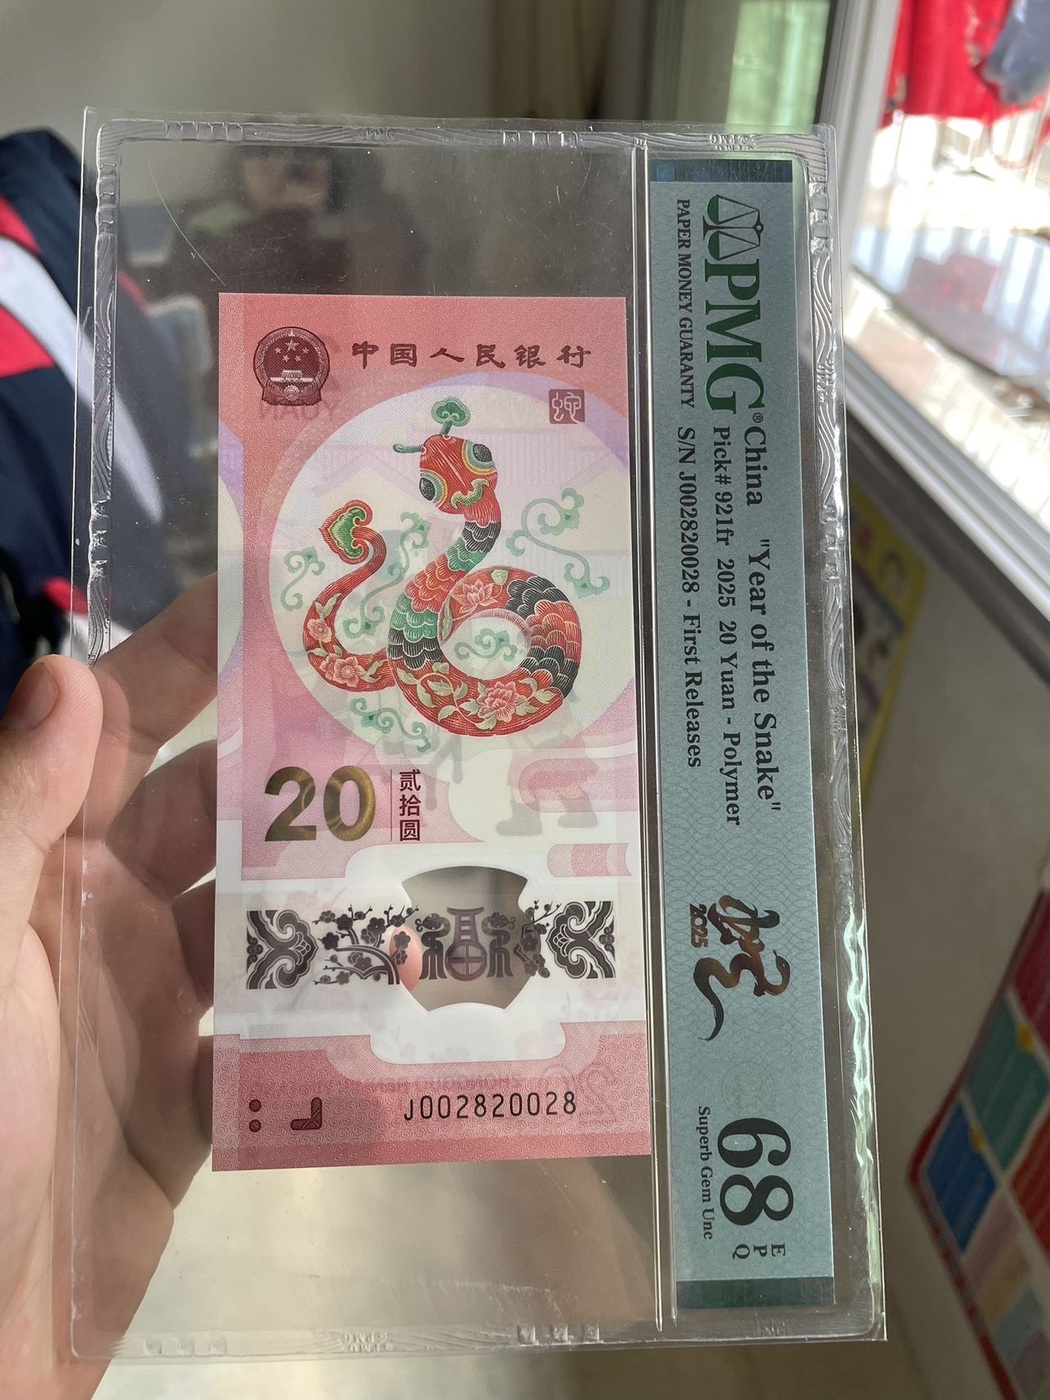 中国人民银行
蛇
20
贰拾圆
福
J002820028
PMG®
PAPER MONEY GUARANTY
China "Year of the Snake"
Pick# 921fr 2025 20 Yuan - Polymer
S/N J002820028 - First Releases
蛇
2025
68 EPQ
Superb Gem Unc